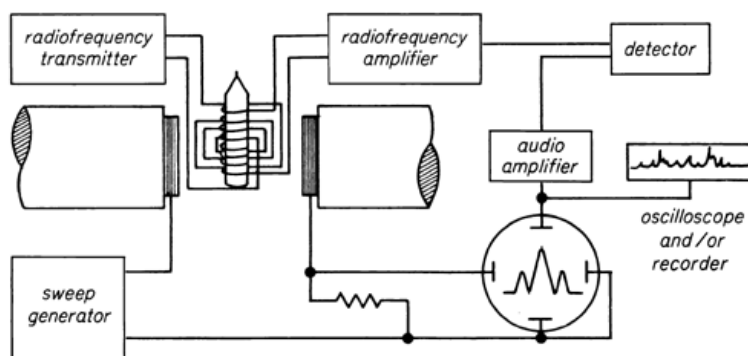 radiofrequency
transmitter
radiofrequency
amplifier
detector
audio
amplifier
oscilloscope
and/or
recorder
sweep
generator